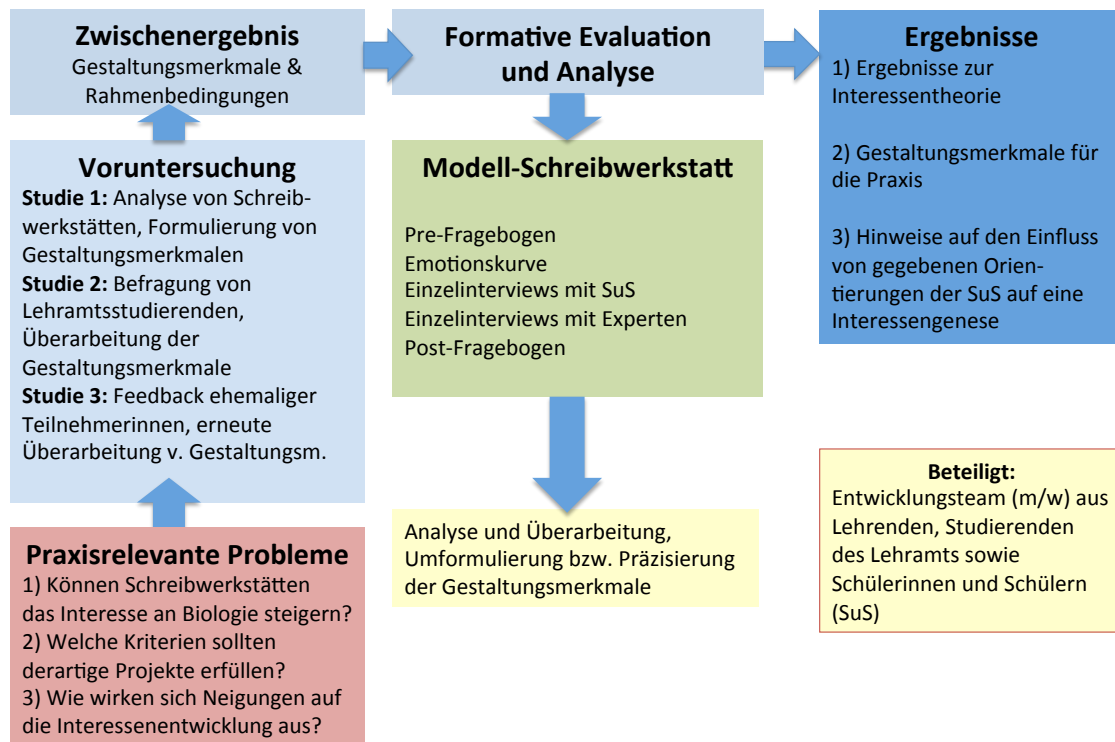 Zwischenergebnis
Gestaltungsmerkmale &
Rahmenbedingungen
Formative Evaluation
und Analyse
Ergebnisse
1) Ergebnisse zur
Interessentheorie
2) Gestaltungsmerkmale für
die Praxis
3) Hinweise auf den Einfluss
von gegebenen Orien-
tierungen der SuS auf eine
Interessengenese
Voruntersuchung
Studie 1: Analyse von Schreib-
werkstätten, Formulierung von
Gestaltungsmerkmalen
Studie 2: Befragung von
Lehramtsstudierenden,
Überarbeitung der
Gestaltungsmerkmale
Studie 3: Feedback ehemaliger
Teilnehmerinnen, erneute
Überarbeitung v. Gestaltungsm.
Modell-Schreibwerkstatt
Pre-Fragebogen
Emotionskurve
Einzelinterviews mit SuS
Einzelinterviews mit Experten
Post-Fragebogen
Praxisrelevante Probleme
1) Können Schreibwerkstätten
das Interesse an Biologie steigern?
2) Welche Kriterien sollten
derartige Projekte erfüllen?
3) Wie wirken sich Neigungen auf
die Interessenentwicklung aus?
Analyse und Überarbeitung,
Umformulierung bzw. Präzisierung
der Gestaltungsmerkmale
Beteiligt:
Entwicklungsteam (m/w) aus
Lehrenden, Studierenden
des Lehramts sowie
Schülerinnen und Schülern
(SuS)